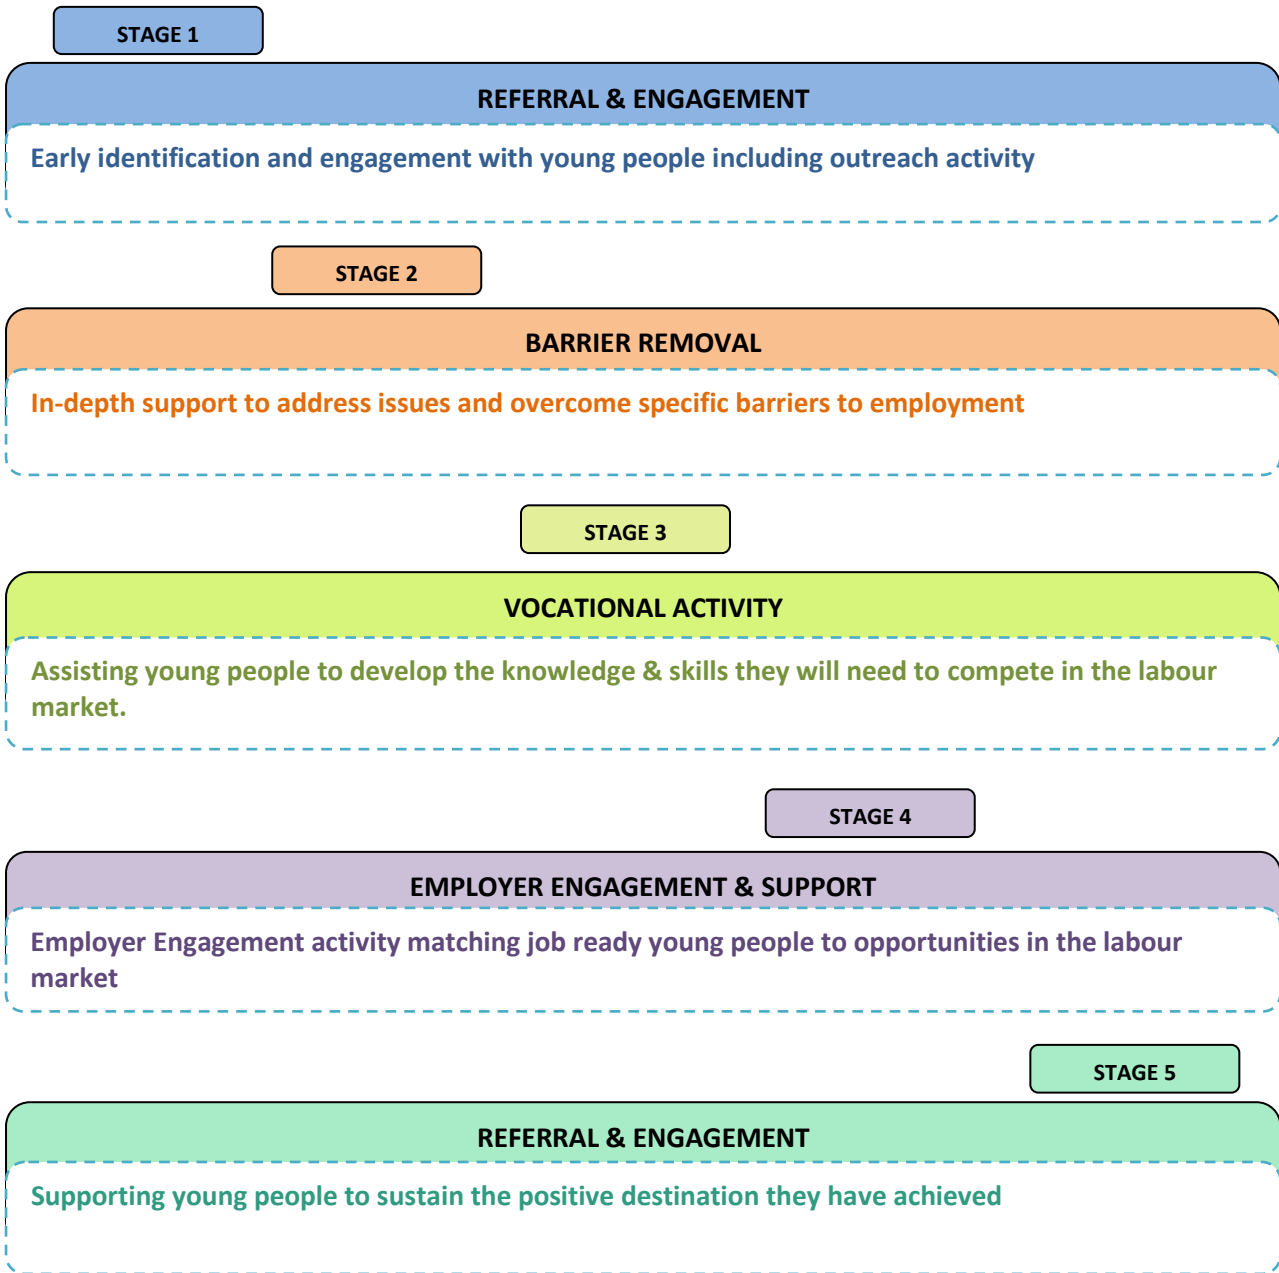 STAGE 1
REFERRAL & ENGAGEMENT
Early identification and engagement with young people including outreach activity
STAGE 2
BARRIER REMOVAL
In-depth support to address issues and overcome specific barriers to employment
STAGE 3
VOCATIONAL ACTIVITY
Assisting young people to develop the knowledge & skills they will need to compete in the labour
market.
STAGE 4
EMPLOYER ENGAGEMENT & SUPPORT
Employer Engagement activity matching job ready young people to opportunities in the labour
market
STAGE 5
REFERRAL & ENGAGEMENT
Supporting young people to sustain the positive destination they have achieved